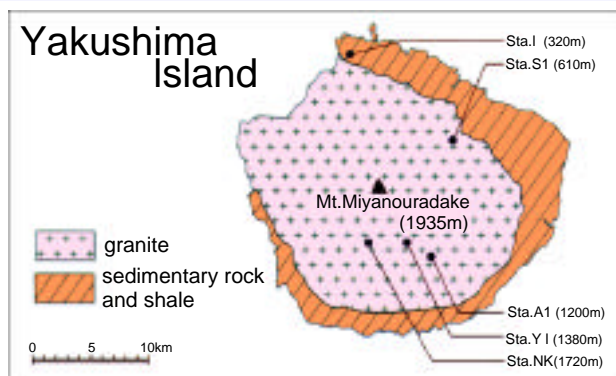 Yakushima
Island
Sta.I (320m)
Sta.S1 (610m)
Mt.Miyanouradake
(1935m)
granite
sedimentary rock
and shale
Sta.A1 (1200m)
Sta.Y I (1380m)
Sta.NK(1720m)
0 5 10km